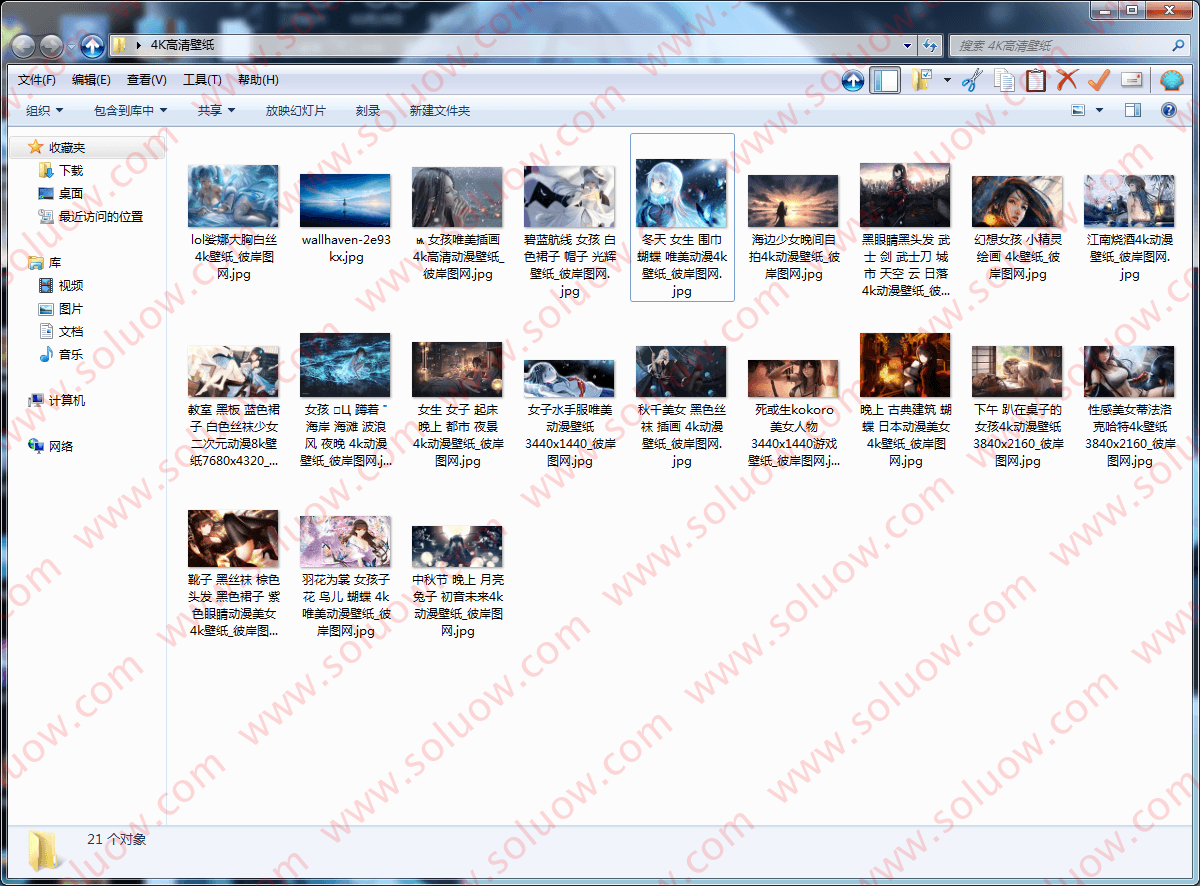 4K高清壁纸
搜索 4K高清壁纸
文件(F) 编辑(E) 查看(V) 工具(T) 帮助(H)
组织 包含到库中 共享 放映幻灯片 刻录 新建文件夹
收藏夹
下载
桌面
最近访问的位置
库
视频
图片
文档
音乐
计算机
网络
lol娑娜大胸白丝
4k壁纸_彼岸图
网.jpg
wallhaven-2e93
kx.jpg
女孩唯美插画
4k高清动漫壁纸_
彼岸图网.jpg
碧蓝航线 女孩 白
色裙子 帽子 光辉
壁纸_彼岸图网.
jpg
冬天 女生 围巾
蝴蝶 唯美动漫4k
壁纸_彼岸图网.
jpg
海边少女晚间自
拍4k动漫壁纸_彼
岸图网.jpg
黑眼睛黑头发 武
士 剑 武士刀 城
市 天空 云 日落
4k动漫壁纸_彼...
幻想女孩 小精灵
绘画 4k壁纸_彼
岸图网.jpg
江南烧酒4k动漫
壁纸_彼岸图网.
jpg
教室 黑板 蓝色裙
子 白色丝袜少女
二次元动漫8k壁
纸7680x4320_...
女孩 蹲着
海岸 海滩 波浪
风 夜晚 4k动漫
壁纸_彼岸图网.j...
女生 女子 起床
晚上 都市 夜景
4k动漫壁纸_彼岸
图网.jpg
女子水手服唯美
动漫壁纸
3440x1440_彼岸
图网.jpg
秋千美女 黑色丝
袜 插画 4k动漫
壁纸_彼岸图网.
jpg
死或生kokoro
美女人物
3440x1440游戏
壁纸_彼岸图网.j...
晚上 古典建筑 蝴
蝶 日本动漫美女
4k壁纸_彼岸图
网.jpg
下午 趴在桌子的
女孩4k动漫壁纸
3840x2160_彼岸
图网.jpg
性感美女蒂法洛
克哈特4k壁纸
3840x2160_彼岸
图网.jpg
靴子 黑丝袜 棕色
头发 黑色裙子 紫
色眼睛动漫美女
4k壁纸_彼岸图...
羽花为裳 女孩子
花 鸟儿 蝴蝶 4k
唯美动漫壁纸_彼
岸图网.jpg
中秋节 晚上 月亮
兔子 初音未来4k
动漫壁纸_彼岸图
网.jpg
21 个对象
www.soluow.com